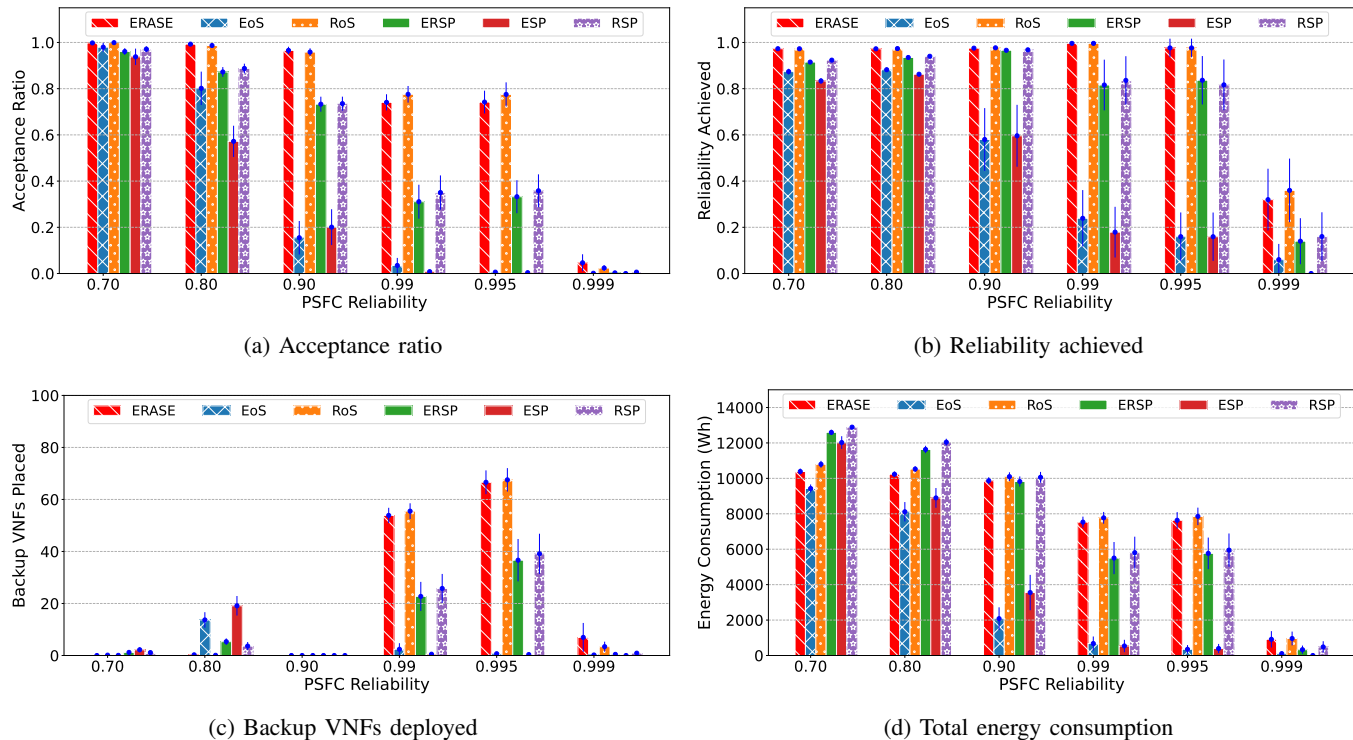 ERASE EoS RoS ERSP ESP RSP
1.0
0.8
0.6
0.4
0.2
0.0
Acceptance Ratio
0.70 0.80 0.90 0.99 0.995 0.999
PSFC Reliability
(a) Acceptance ratio
ERASE EoS RoS ERSP ESP RSP
1.0
0.8
0.6
0.4
0.2
0.0
Reliability Achieved
0.70 0.80 0.90 0.99 0.995 0.999
PSFC Reliability
(b) Reliability achieved
ERASE EoS RoS ERSP ESP RSP
100
80
60
40
20
0
Backup VNFs Placed
0.70 0.80 0.90 0.99 0.995 0.999
PSFC Reliability
(c) Backup VNFs deployed
ERASE EoS RoS ERSP ESP RSP
14000
12000
10000
8000
6000
4000
2000
0
Energy Consumption (Wh)
0.70 0.80 0.90 0.99 0.995 0.999
PSFC Reliability
(d) Total energy consumption